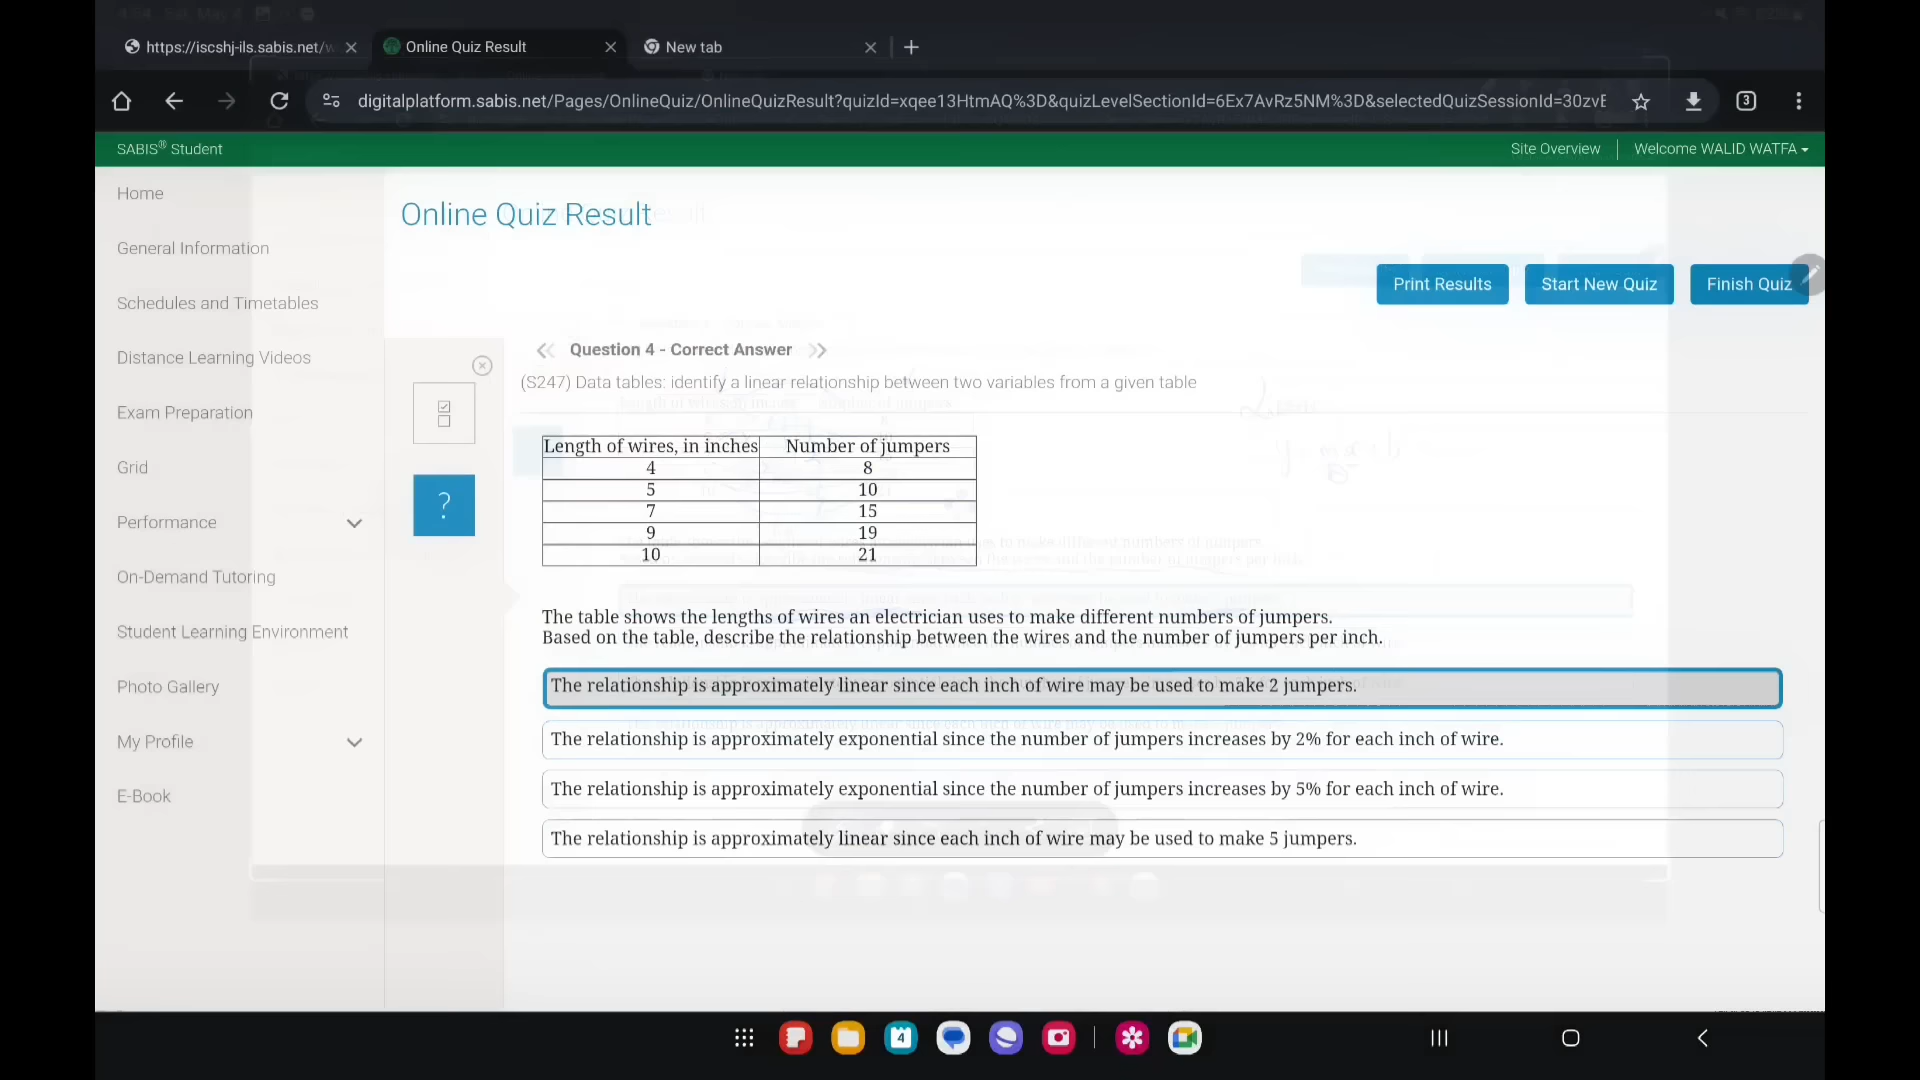 https://iscshj-ils.sabis.net/w
Online Quiz Result
New tab
digitalplatform.sabis.net/Pages/OnlineQuiz/OnlineQuizResult?quizId=xqee13HtmAQ%3D&quizLevelSectionId=6Ex7AvRz5NM%3D&selectedQuizSessionId=30zvE
3
SABIS® Student
Site Overview
Welcome WALID WATFA
Home
General Information
Schedules and Timetables
Distance Learning Videos
Exam Preparation
Grid
Performance
On-Demand Tutoring
Student Learning Environment
Photo Gallery
My Profile
E-Book
Online Quiz Result
Print Results
Start New Quiz
Finish Quiz
Question 4 - Correct Answer
(S247) Data tables: identify a linear relationship between two variables from a given table
?
Length of wires, in inches Number of jumpers
4 8
5 10
7 15
9 19
10 21
The table shows the lengths of wires an electrician uses to make different numbers of jumpers.
Based on the table, describe the relationship between the wires and the number of jumpers per inch.
The relationship is approximately linear since each inch of wire may be used to make 2 jumpers.
The relationship is approximately exponential since the number of jumpers increases by 2% for each inch of wire.
The relationship is approximately exponential since the number of jumpers increases by 5% for each inch of wire.
The relationship is approximately linear since each inch of wire may be used to make 5 jumpers.
4